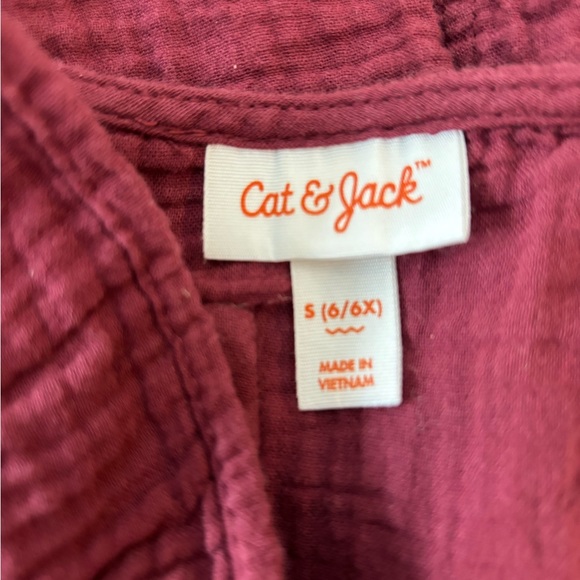 Cat & Jack™
S (6/6X)
MADE IN
VIETNAM